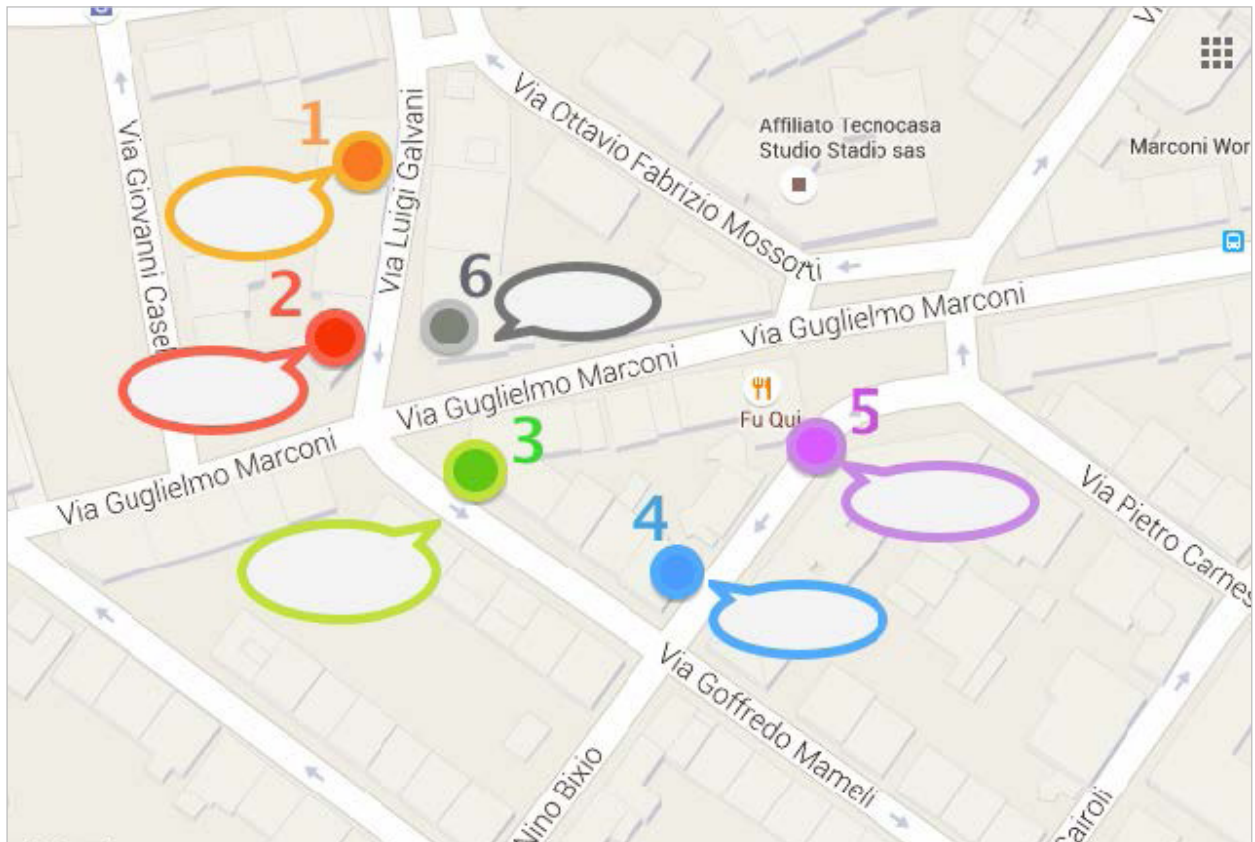 1
2
3
4
5
6
Via Giovanni Casel
Via Luigi Galvani
Via Ottavio Fabrizio Mossotti
Affiliato Tecnocasa
Studio Stadio sas
Marconi Wor
Via Guglielmo Marconi
Via Guglielmo Marconi
Via Guglielmo Marconi
Fu Qui
Via Pietro Carnes
Via Goffredo Mameli
Nino Bixio
Cairoli